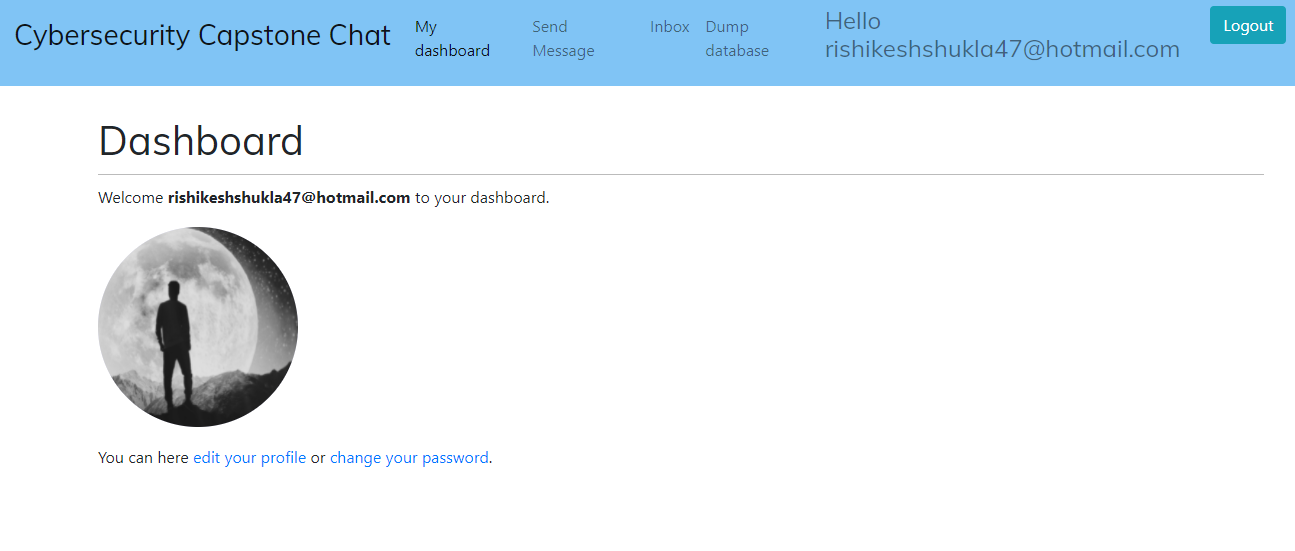 Cybersecurity Capstone Chat
My
dashboard
Send
Message
Inbox
Dump
database
Hello
rishikeshshukla47@hotmail.com
Logout
Dashboard
Welcome rishikeshshukla47@hotmail.com to your dashboard.
You can here edit your profile or change your password.